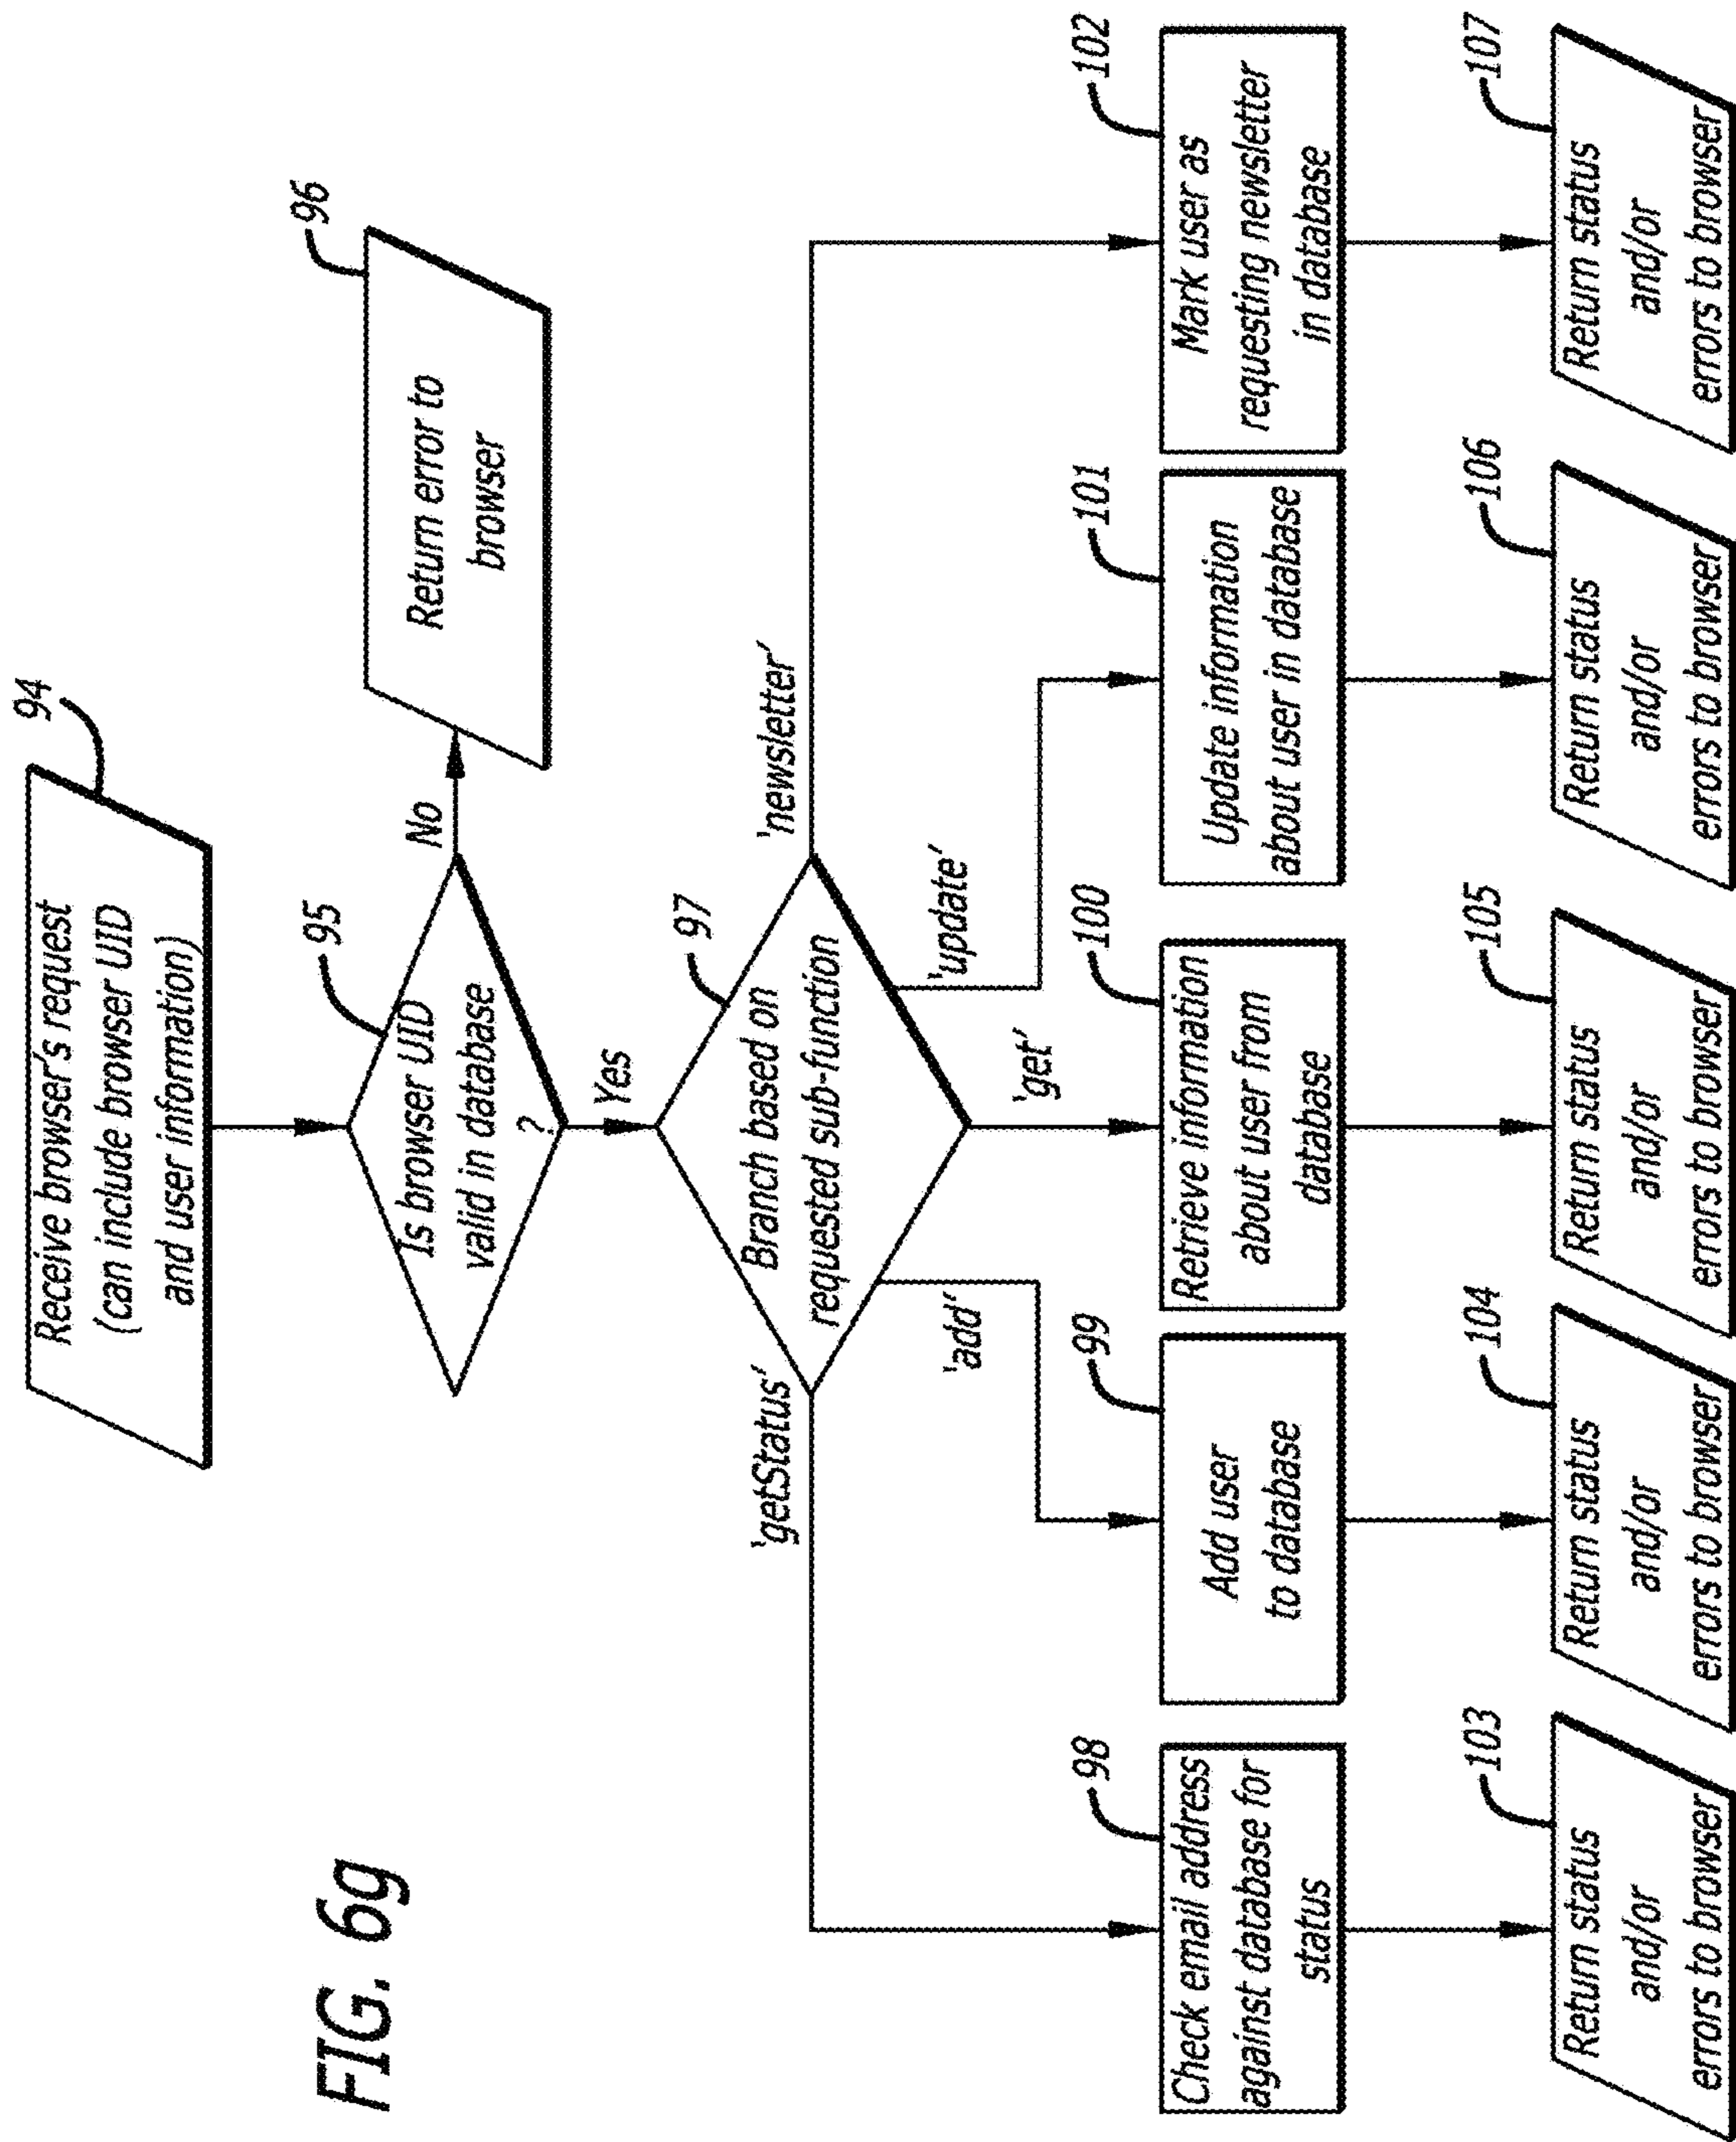 FIG. 6g
94
Receive browser's request
(can include browser UID
and user information)
95
Is browser UID
valid in database
?
No
96
Return error to
browser
Yes
97
Branch based on
requested sub-function
'getStatus'
'add'
'get'
'update'
'newsletter'
98
Check email address
against database for
status
99
Add user
to database
100
Retrieve information
about user from
database
101
Update information
about user in database
102
Mark user as
requesting newsletter
in database
103
Return status
and/or
errors to browser
104
Return status
and/or
errors to browser
105
Return status
and/or
errors to browser
106
Return status
and/or
errors to browser
107
Return status
and/or
errors to browser